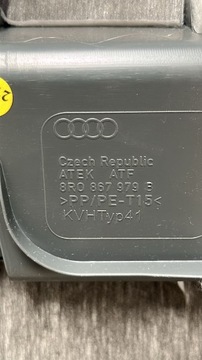 Czech Republic
ATEK ATF
8R0 867 979 B
>PP/PE-T15<
KVHTyp41